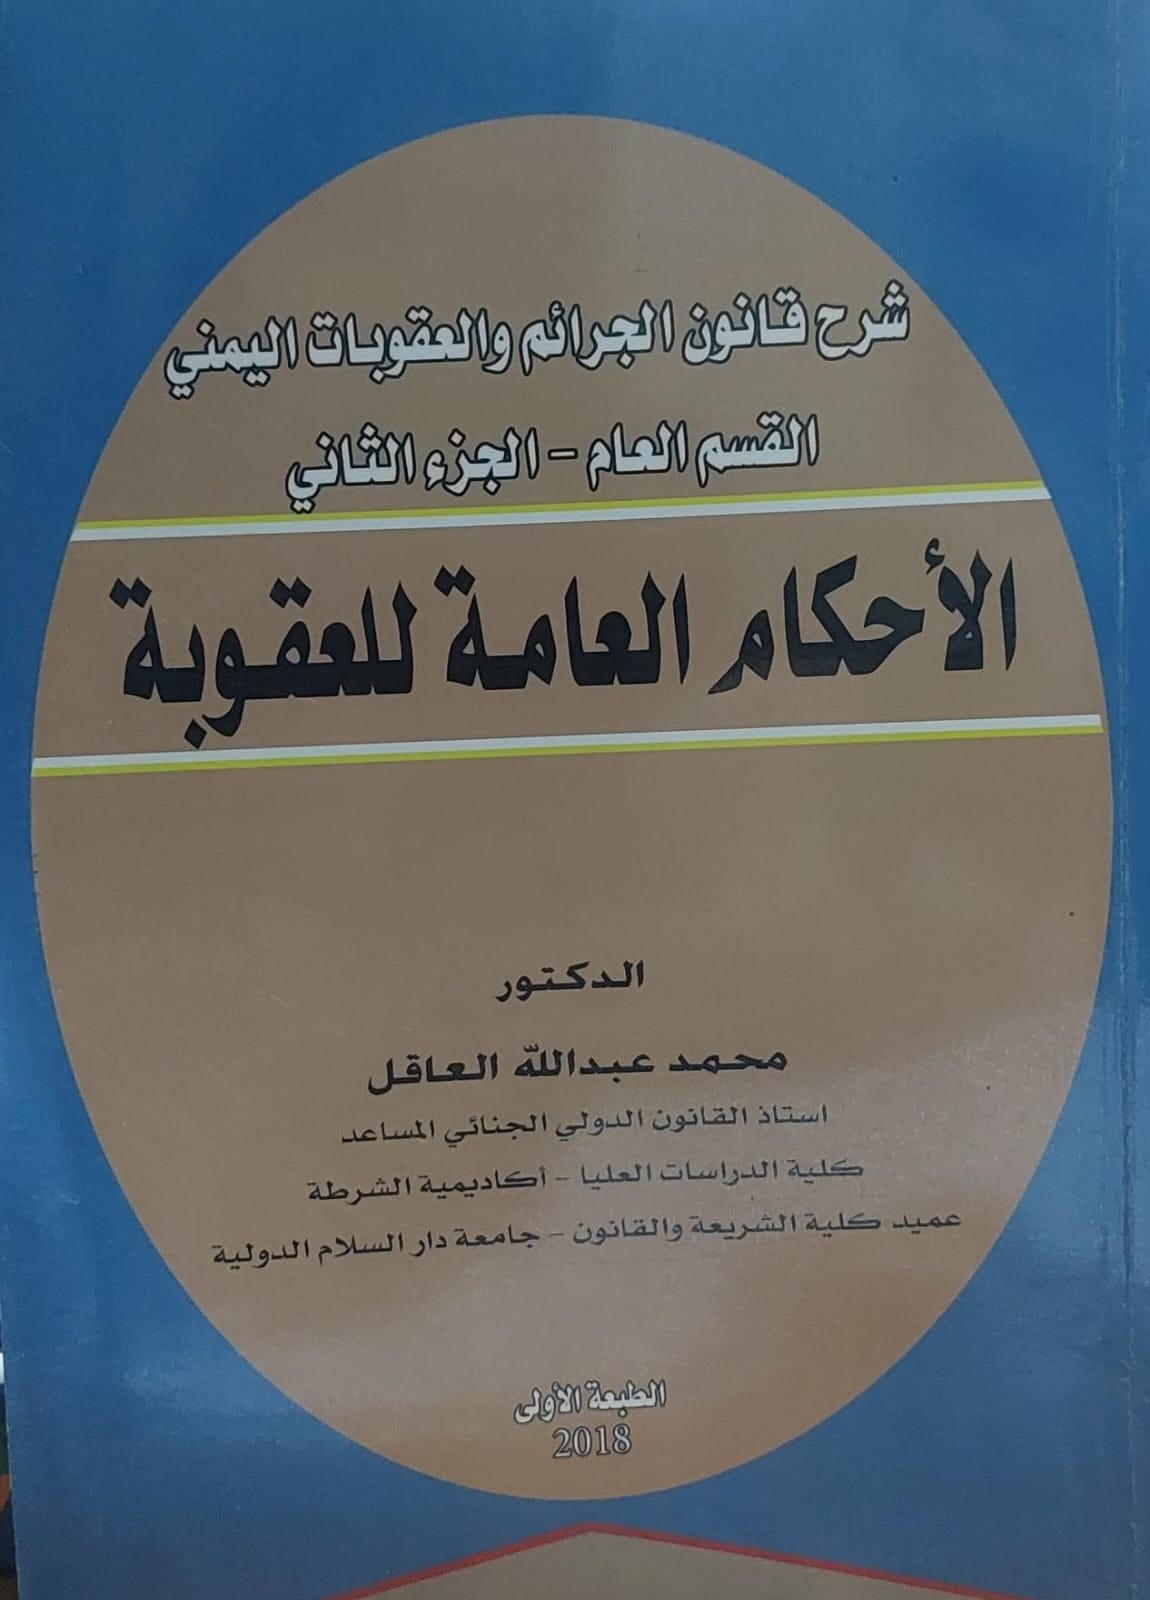 شرح قانون الجرائم والعقوبات اليمني
القسم العام - الجزء الثاني
الأحكام العامة للعقوبة
الدكتور
محمد عبدالله العاقل
استاذ القانون الدولي الجنائي المساعد
كلية الدراسات العليا - أكاديمية الشرطة
عميد كلية الشريعة والقانون - جامعة دار السلام الدولية
الطبعة الأولى
2018